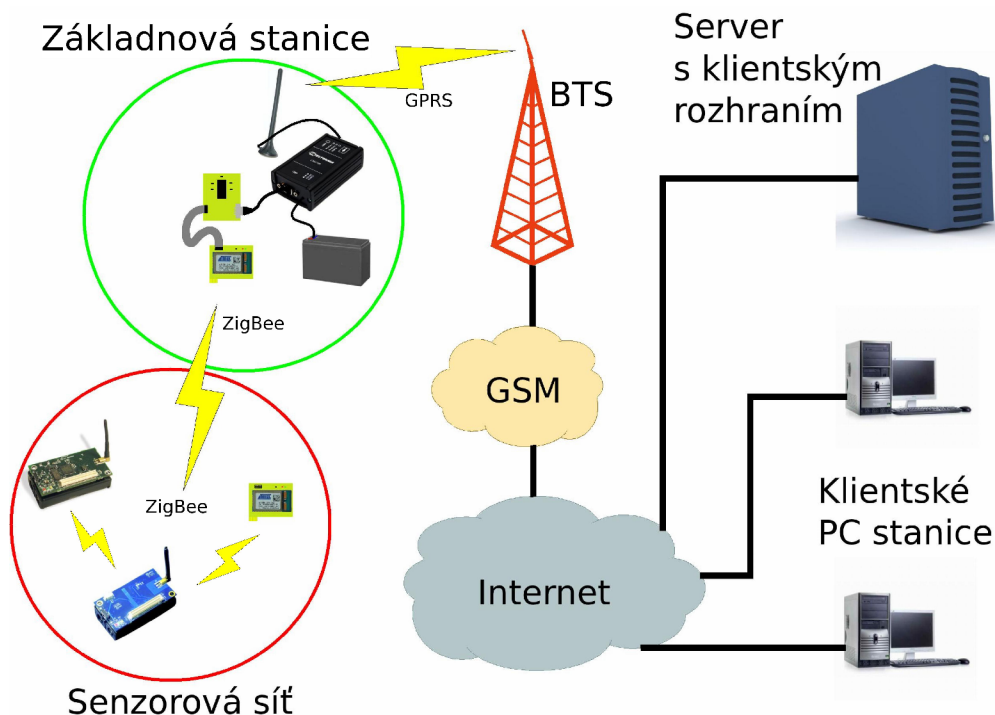 Základnová stanice
GPRS
BTS
Server
s klientským
rozhraním
ZigBee
GSM
ZigBee
Klientské
PC stanice
Internet
Senzorová síť